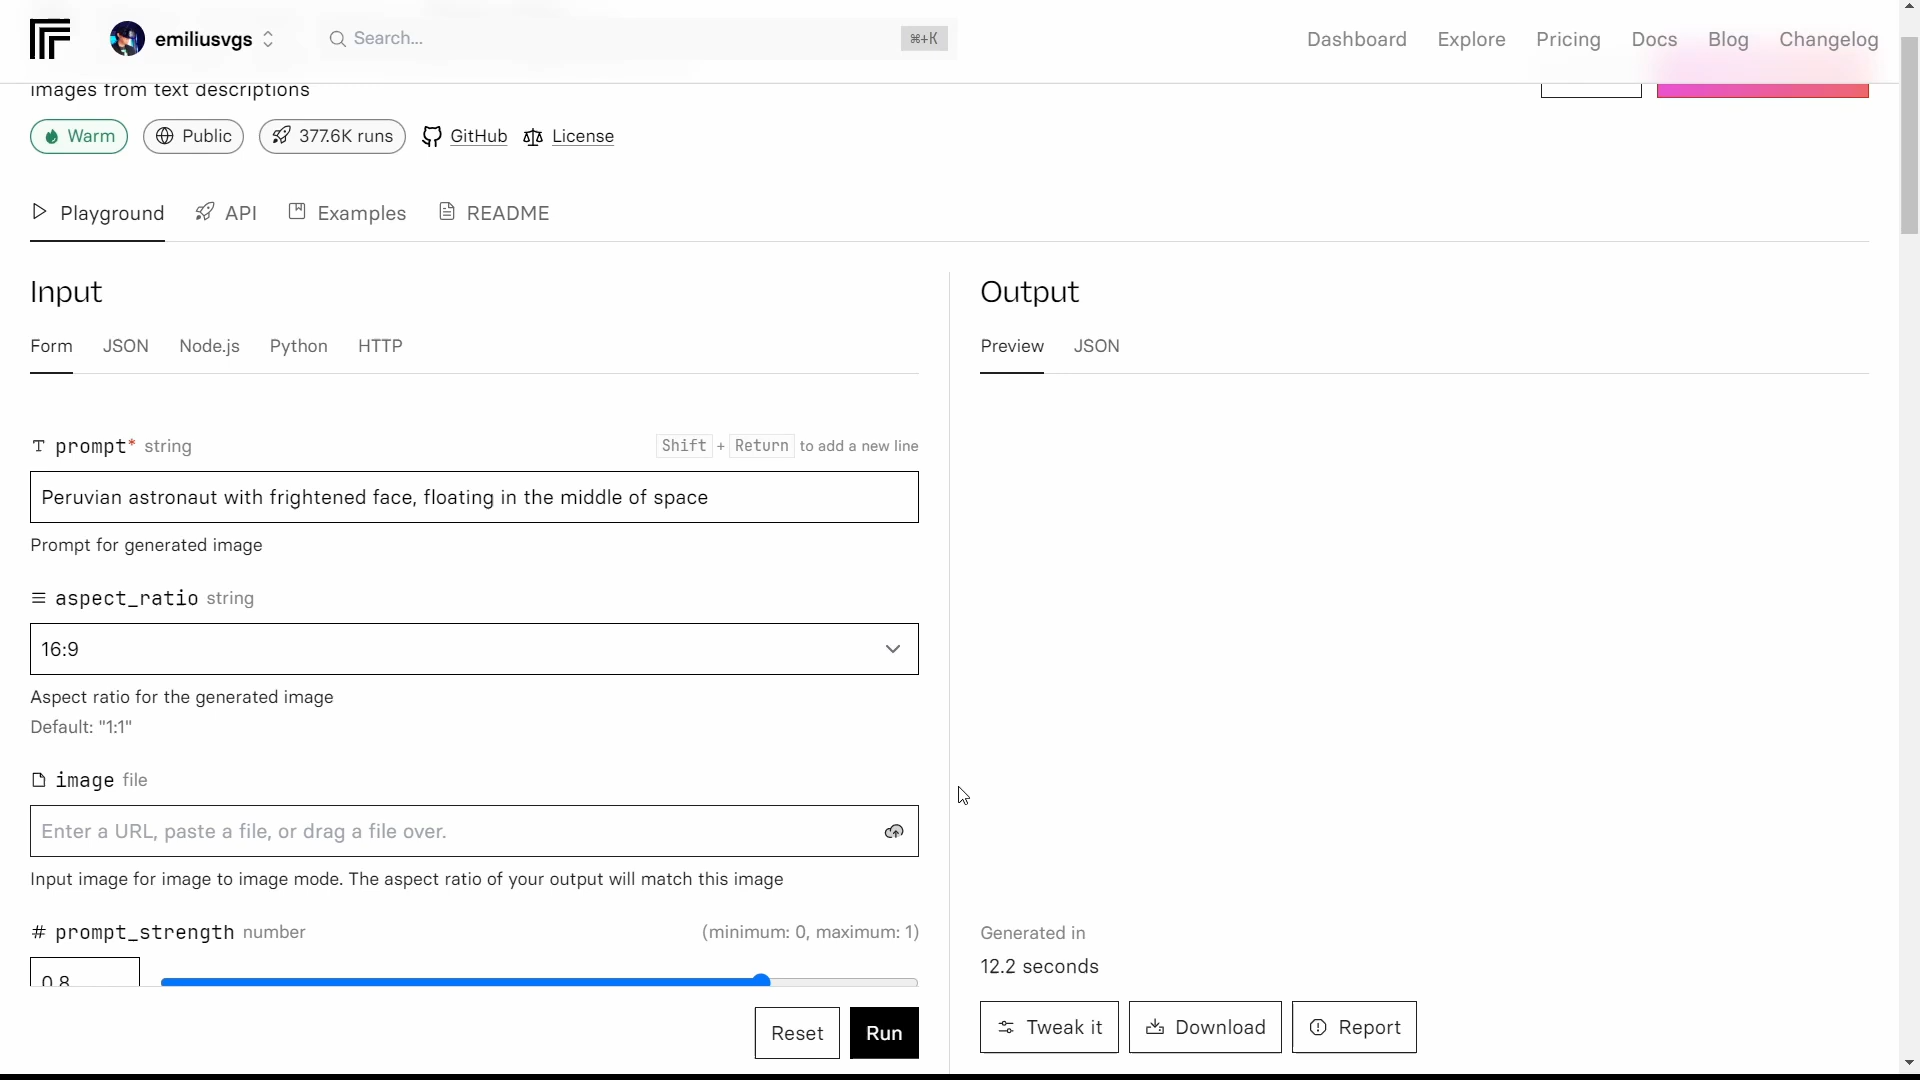 emiliusvgs
Search...
⌘+K
Dashboard
Explore
Pricing
Docs
Blog
Changelog
images from text descriptions
Warm
Public
377.6K runs
GitHub
License
Playground
API
Examples
README
Input
Form
JSON
Node.js
Python
HTTP
prompt* string
Shift + Return to add a new line
Peruvian astronaut with frightened face, floating in the middle of space
Prompt for generated image
aspect_ratio string
16:9
Aspect ratio for the generated image
Default: "1:1"
image file
Enter a URL, paste a file, or drag a file over.
Input image for image to image mode. The aspect ratio of your output will match this image
# prompt_strength number
(minimum: 0, maximum: 1)
0.8
Reset
Run
Output
Preview
JSON
Generated in
12.2 seconds
Tweak it
Download
Report